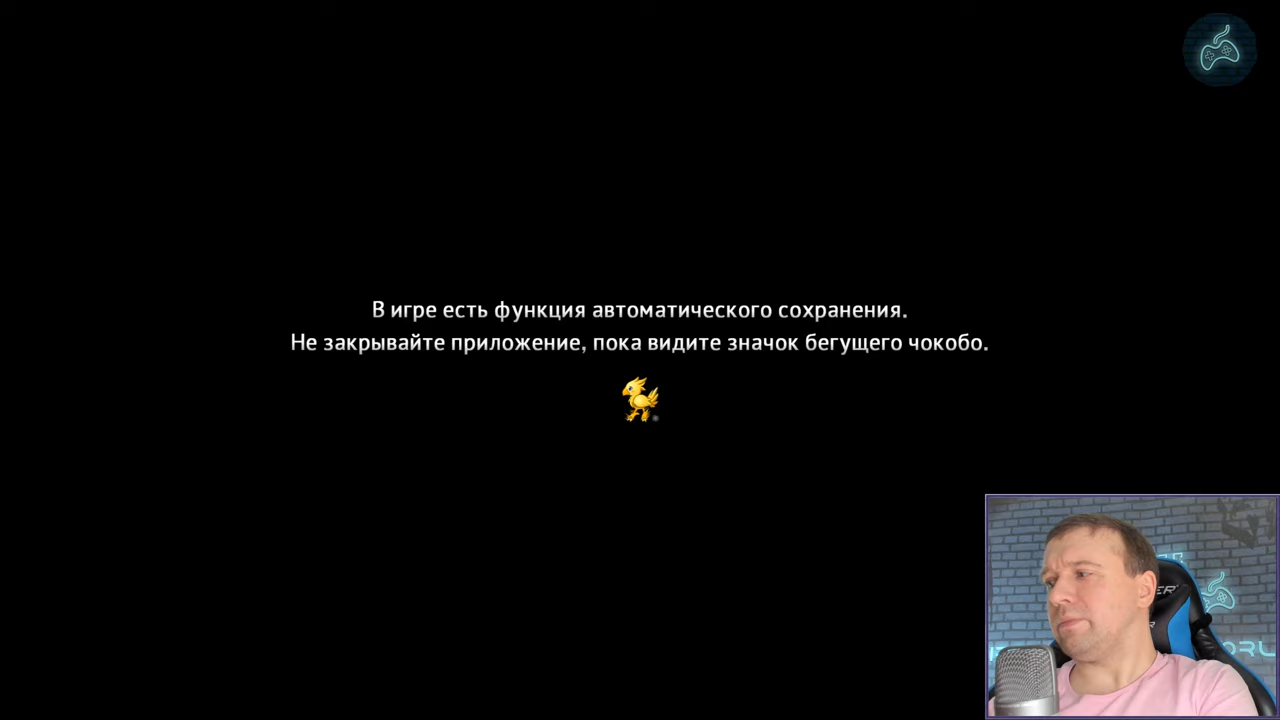 В игре есть функция автоматического сохранения.
Не закрывайте приложение, пока видите значок бегущего чокобо.